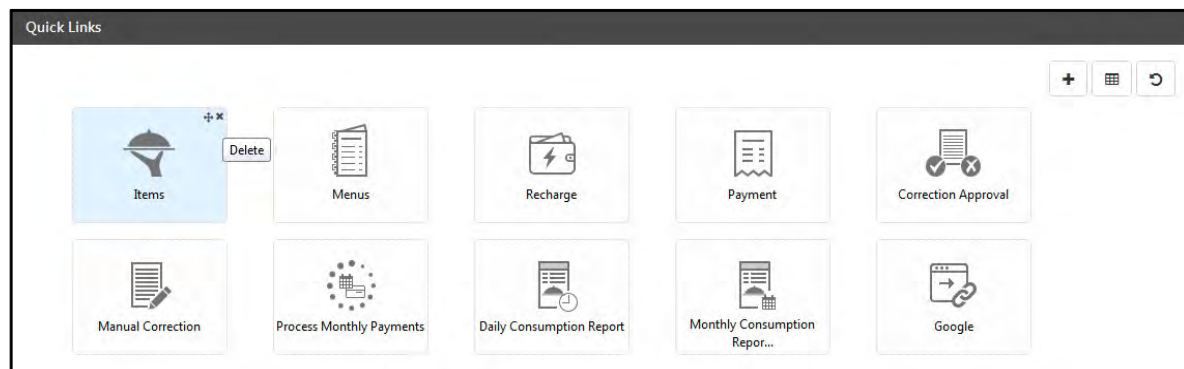 Quick Links
Delete
Items
Menus
Recharge
Payment
Correction Approval
Manual Correction
Process Monthly Payments
Daily Consumption Report
Monthly Consumption
Repor...
Google